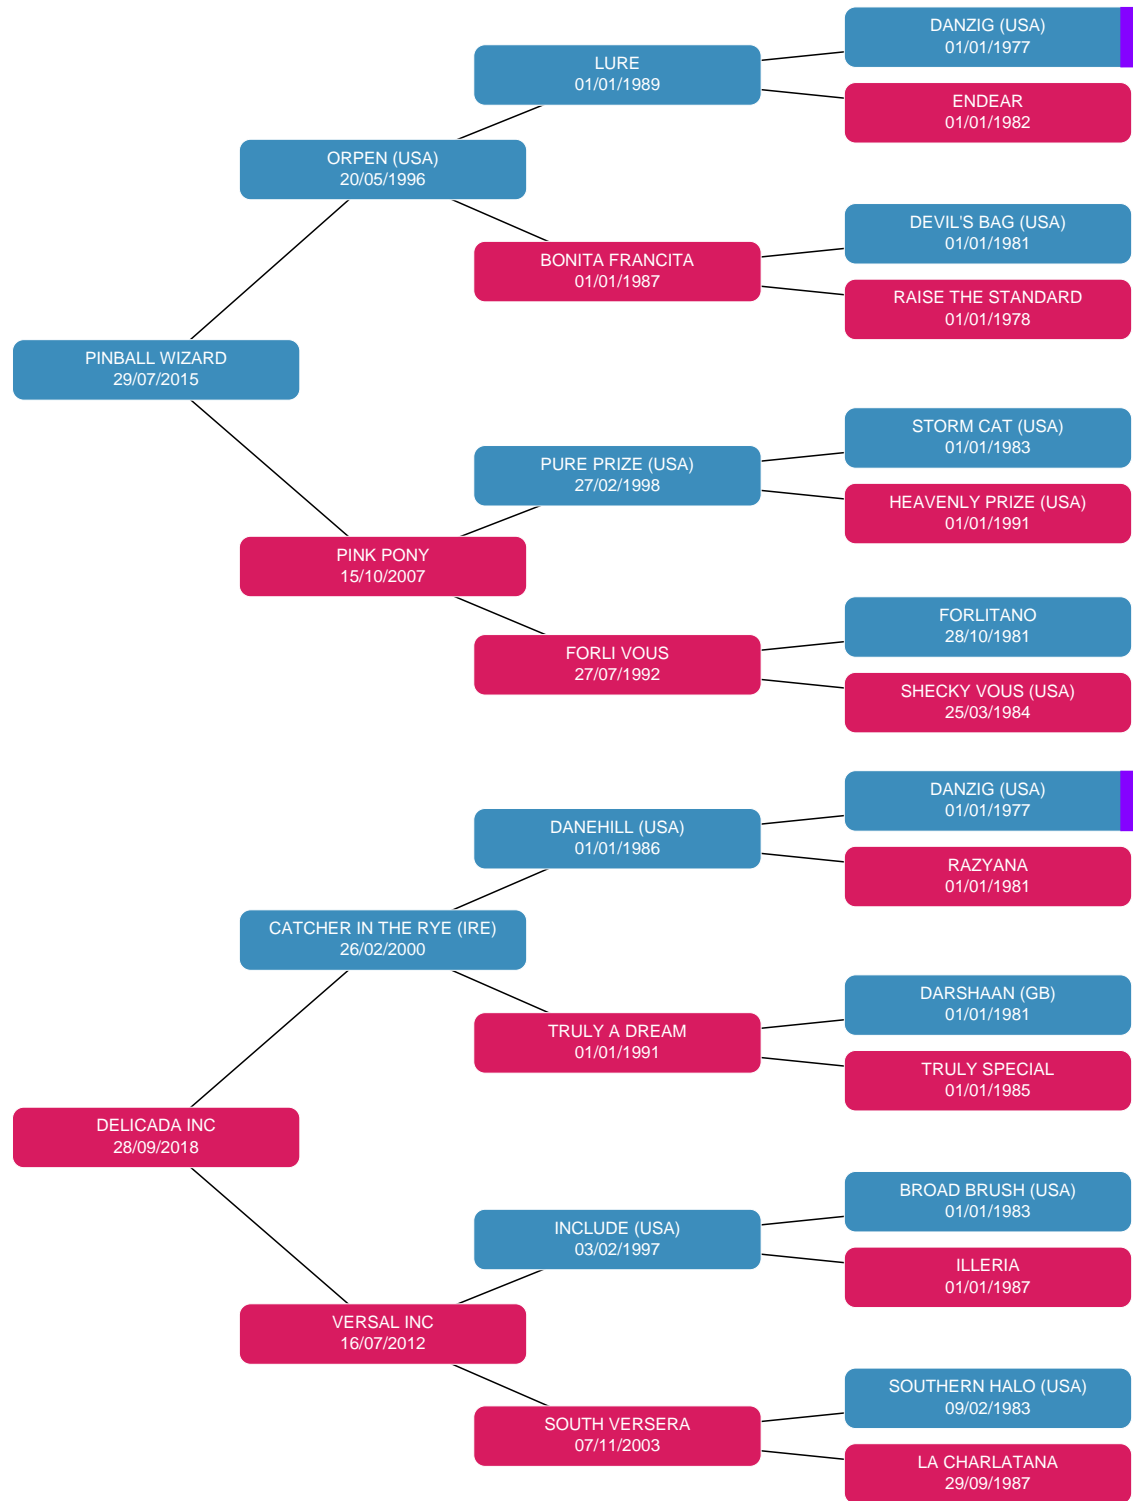 DANZIG (USA)
01/01/1977
LURE
01/01/1989
ENDEAR
01/01/1982
ORPEN (USA)
20/05/1996
DEVIL'S BAG (USA)
01/01/1981
BONITA FRANCITA
01/01/1987
RAISE THE STANDARD
01/01/1978
PINBALL WIZARD
29/07/2015
STORM CAT (USA)
01/01/1983
PURE PRIZE (USA)
27/02/1998
HEAVENLY PRIZE (USA)
01/01/1991
PINK PONY
15/10/2007
FORLITANO
28/10/1981
FORLI VOUS
27/07/1992
SHECKY VOUS (USA)
25/03/1984
DANZIG (USA)
01/01/1977
DANEHILL (USA)
01/01/1986
RAZYANA
01/01/1981
CATCHER IN THE RYE (IRE)
26/02/2000
DARSHAAN (GB)
01/01/1981
TRULY A DREAM
01/01/1991
TRULY SPECIAL
01/01/1985
DELICADA INC
28/09/2018
BROAD BRUSH (USA)
01/01/1983
INCLUDE (USA)
03/02/1997
ILLERIA
01/01/1987
VERSAL INC
16/07/2012
SOUTHERN HALO (USA)
09/02/1983
SOUTH VERSERA
07/11/2003
LA CHARLATANA
29/09/1987